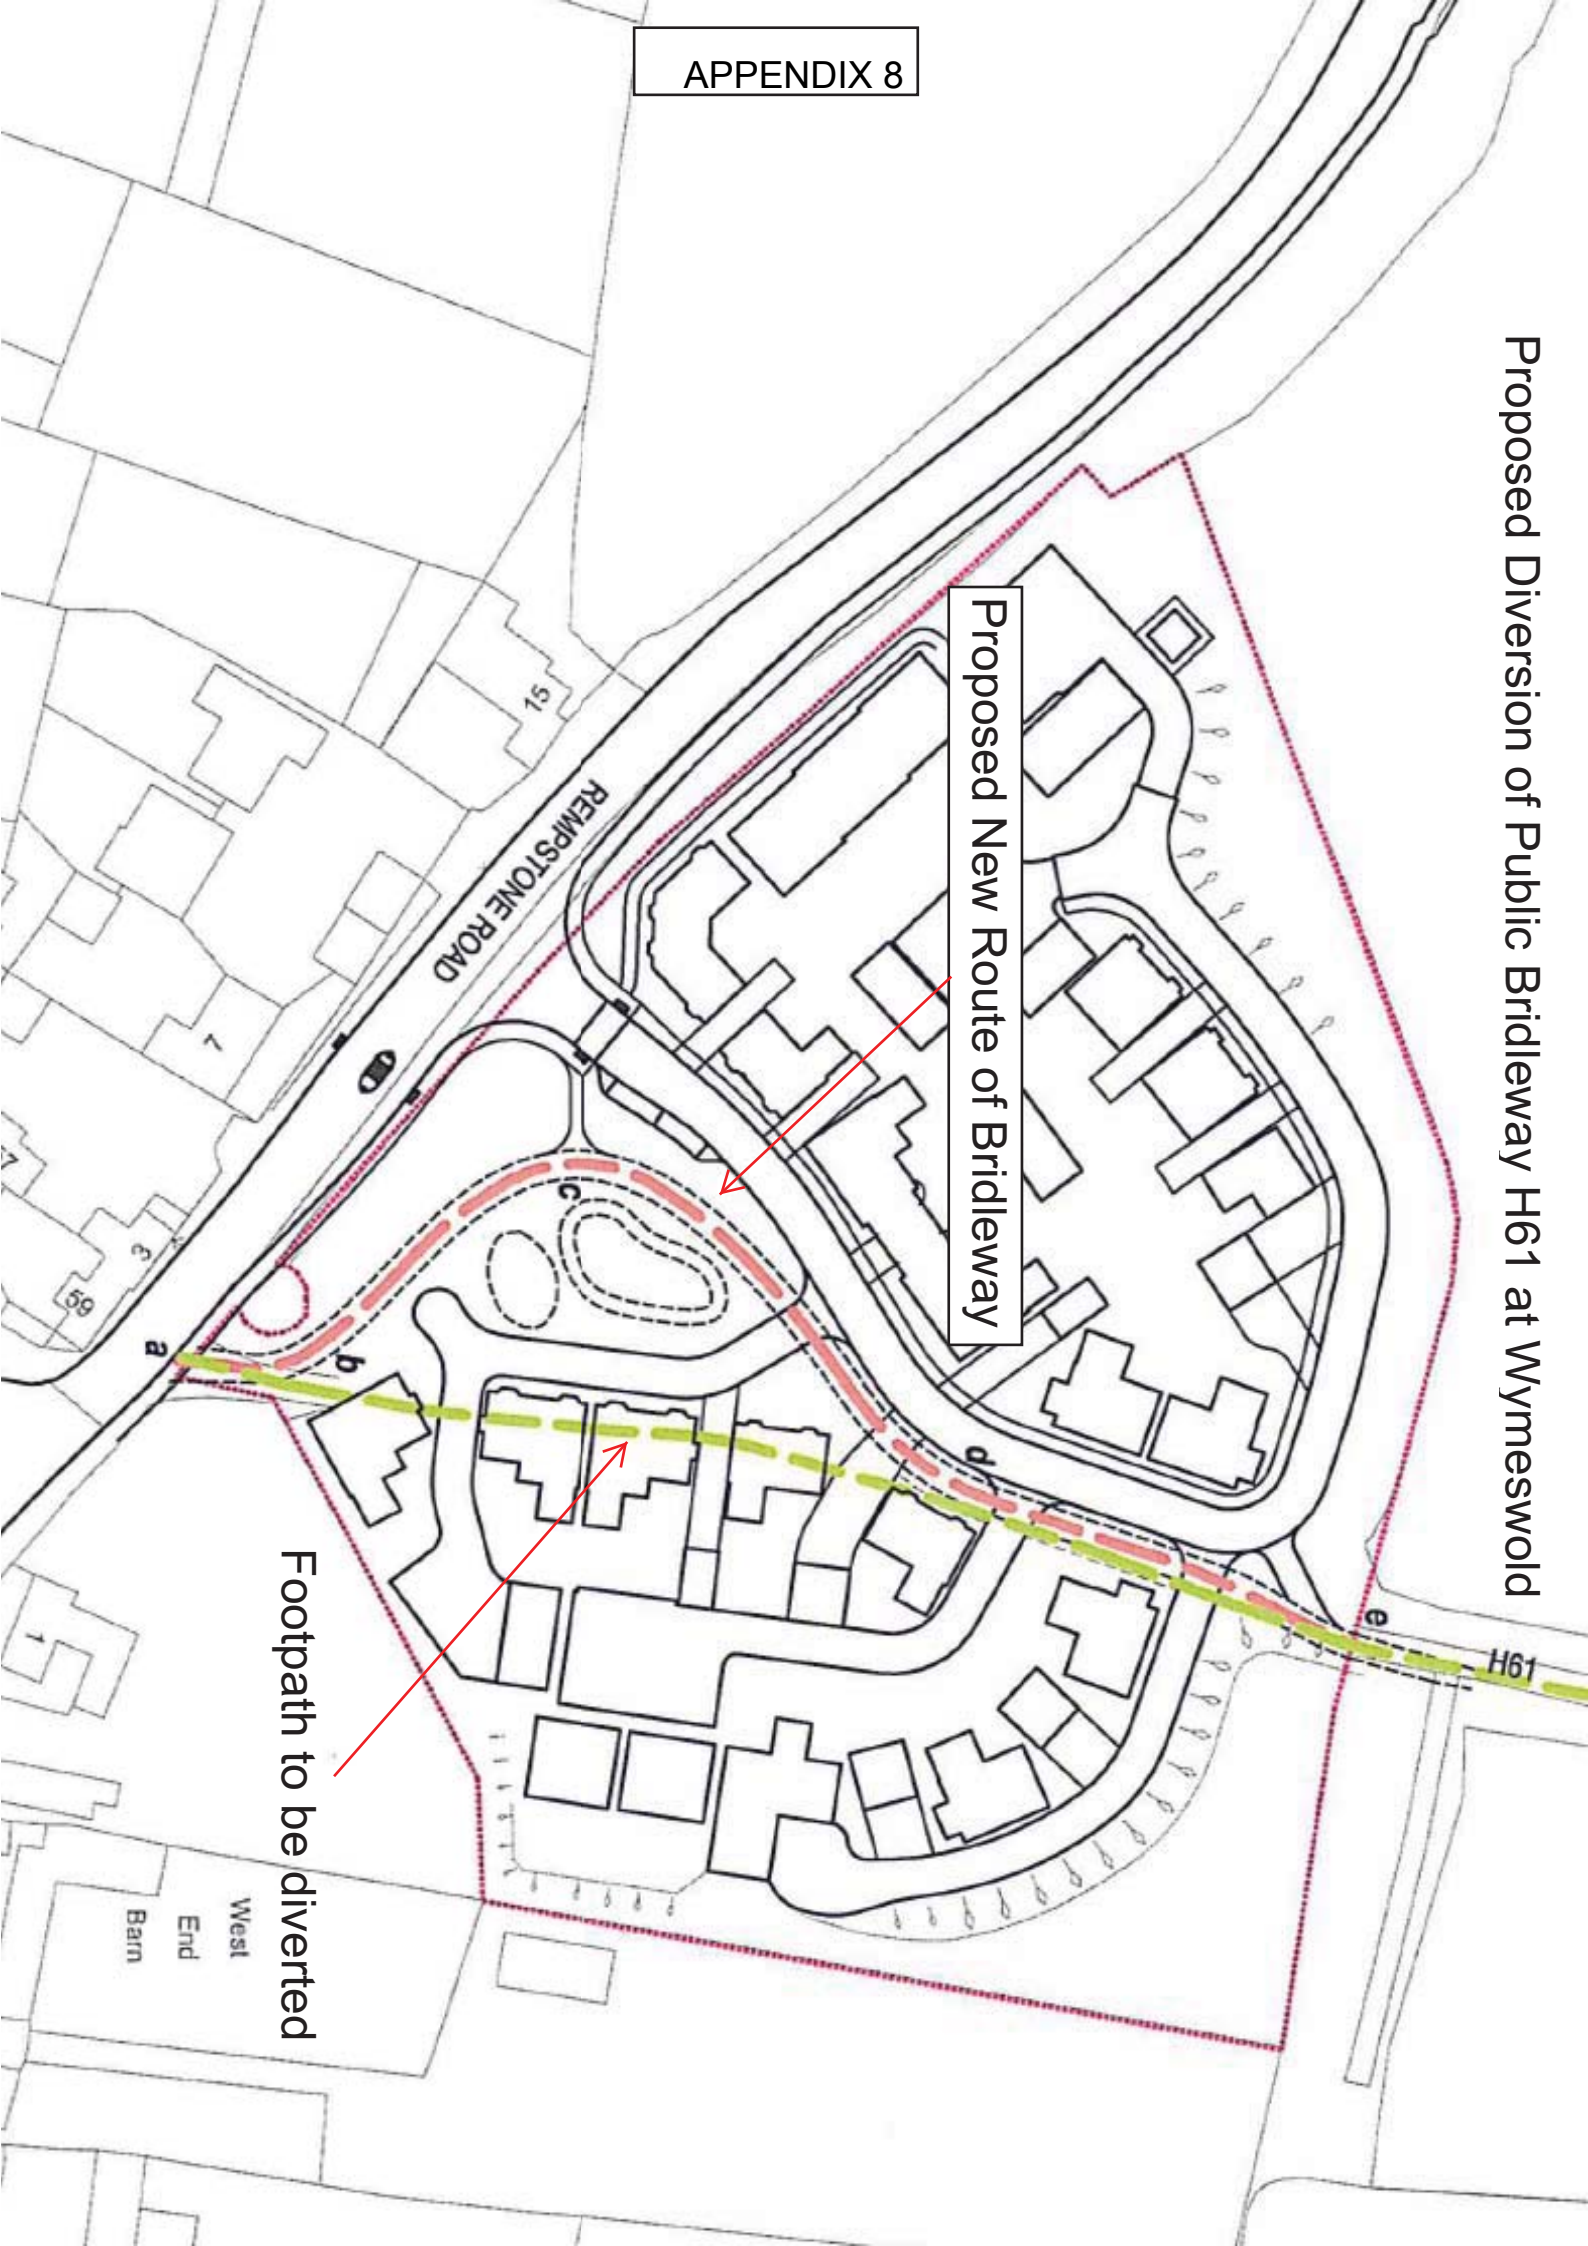 APPENDIX 8
Proposed Diversion of Public Bridleway H61 at Wymeswold
Proposed New Route of Bridleway
Footpath to be diverted
REMPSTONE ROAD
H61
a
b
c
d
e
15
7
3
59
1
West
End
Barn